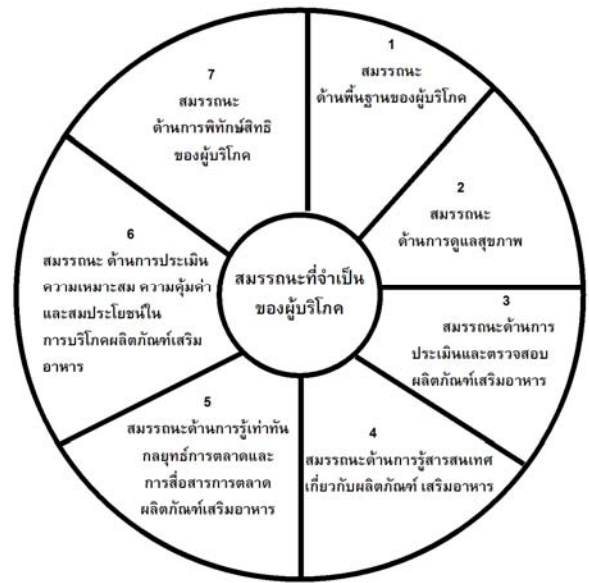 1
สมรรถนะ
ด้านพื้นฐานของผู้บริโภค
2
สมรรถนะ
ด้านการดูแลสุขภาพ
3
สมรรถนะด้านการ
ประเมินและตรวจสอบ
ผลิตภัณฑ์เสริมอาหาร
4
สมรรถนะด้านการรู้สารสนเทศ
เกี่ยวกับผลิตภัณฑ์ เสริมอาหาร
5
สมรรถนะด้านการรู้เท่าทัน
กลยุทธ์การตลาดและ
การสื่อสารการตลาด
ผลิตภัณฑ์เสริมอาหาร
6
สมรรถนะ ด้านการประเมิน
ความเหมาะสม ความคุ้มค่า
และสมประโยชน์ใน
การบริโภคผลิตภัณฑ์เสริม
อาหาร
7
สมรรถนะ
ด้านการพิทักษ์สิทธิ
ของผู้บริโภค
สมรรถนะที่จำเป็น
ของผู้บริโภค